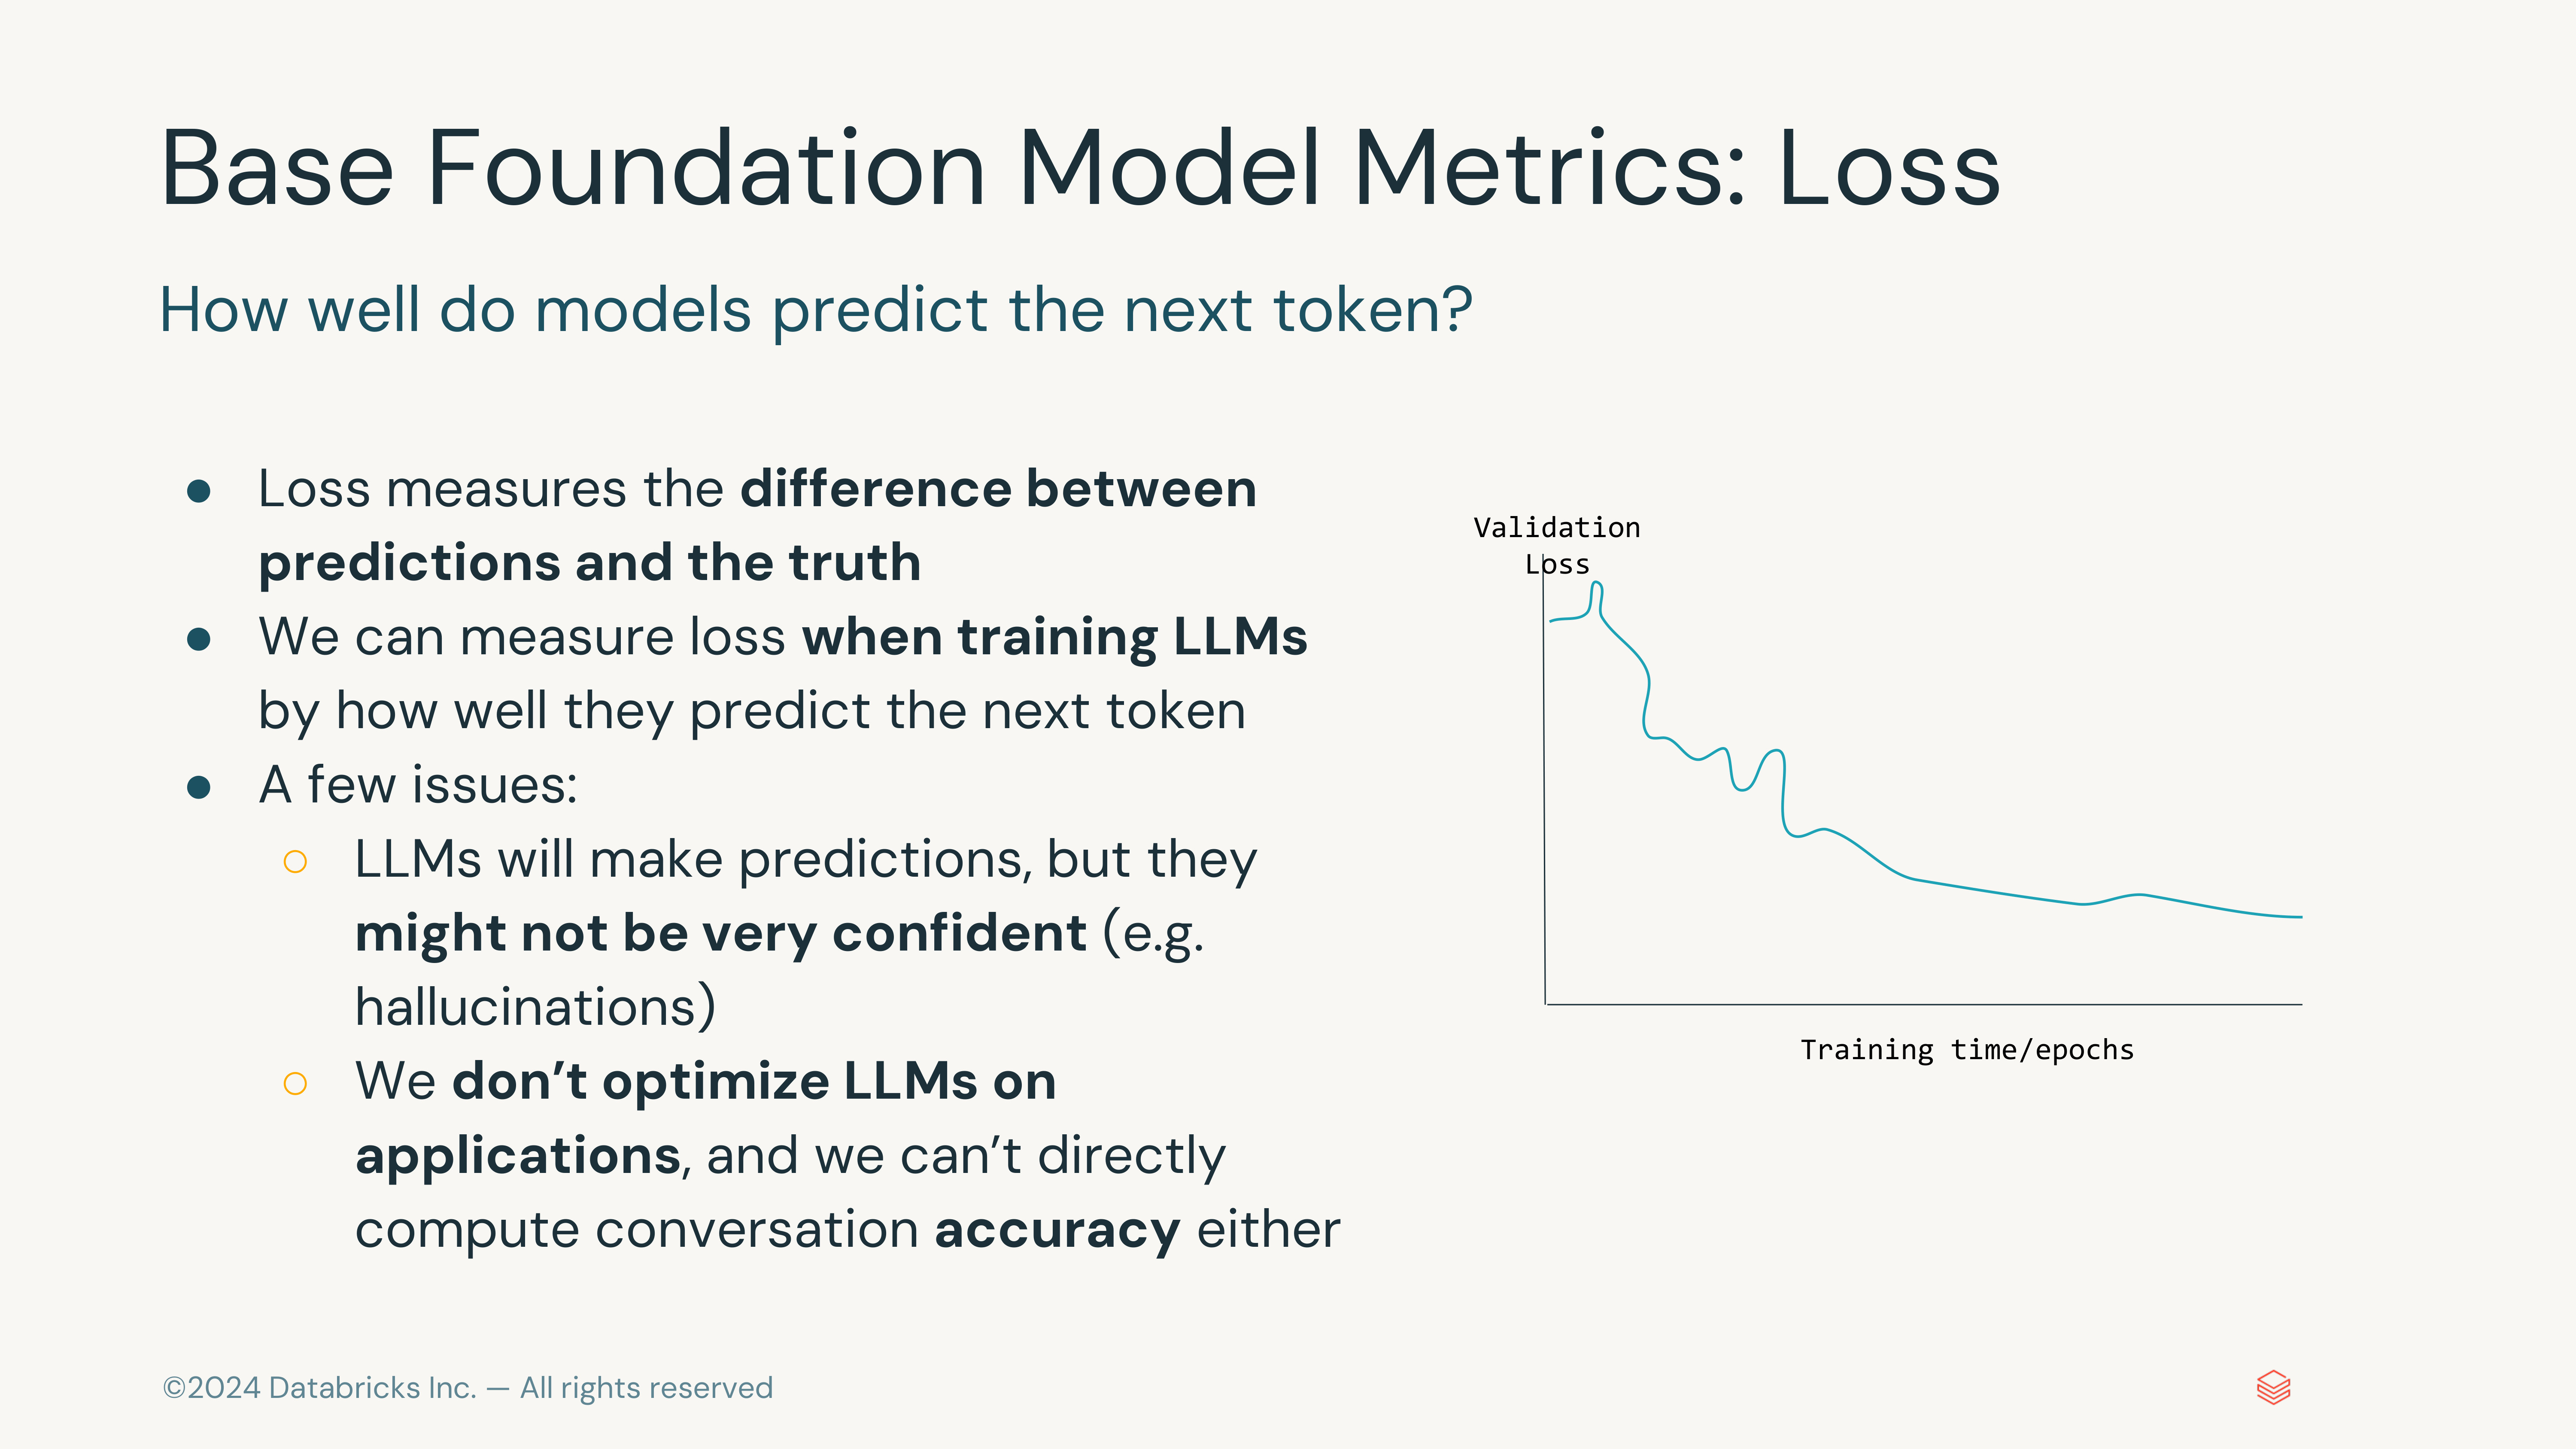 Base Foundation Model Metrics: Loss
How well do models predict the next token?
● Loss measures the difference between
predictions and the truth
● We can measure loss when training LLMs
by how well they predict the next token
● A few issues:
○ LLMs will make predictions, but they
might not be very confident (e.g.
hallucinations)
○ We don’t optimize LLMs on
applications, and we can’t directly
compute conversation accuracy either
Validation
Loss
Training time/epochs
©2024 Databricks Inc. — All rights reserved